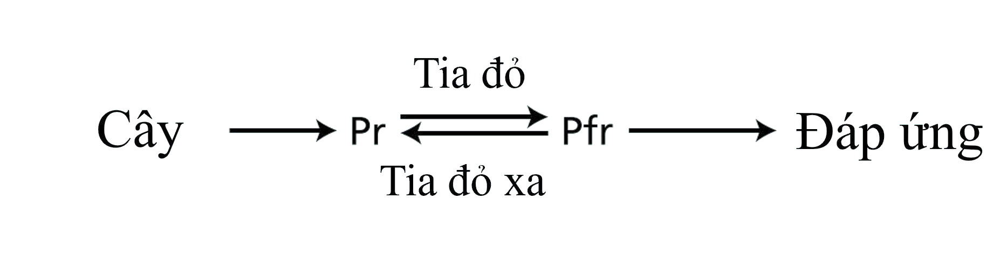 Tia đỏ
Cây Pr Pfr Đáp ứng
Tia đỏ xa